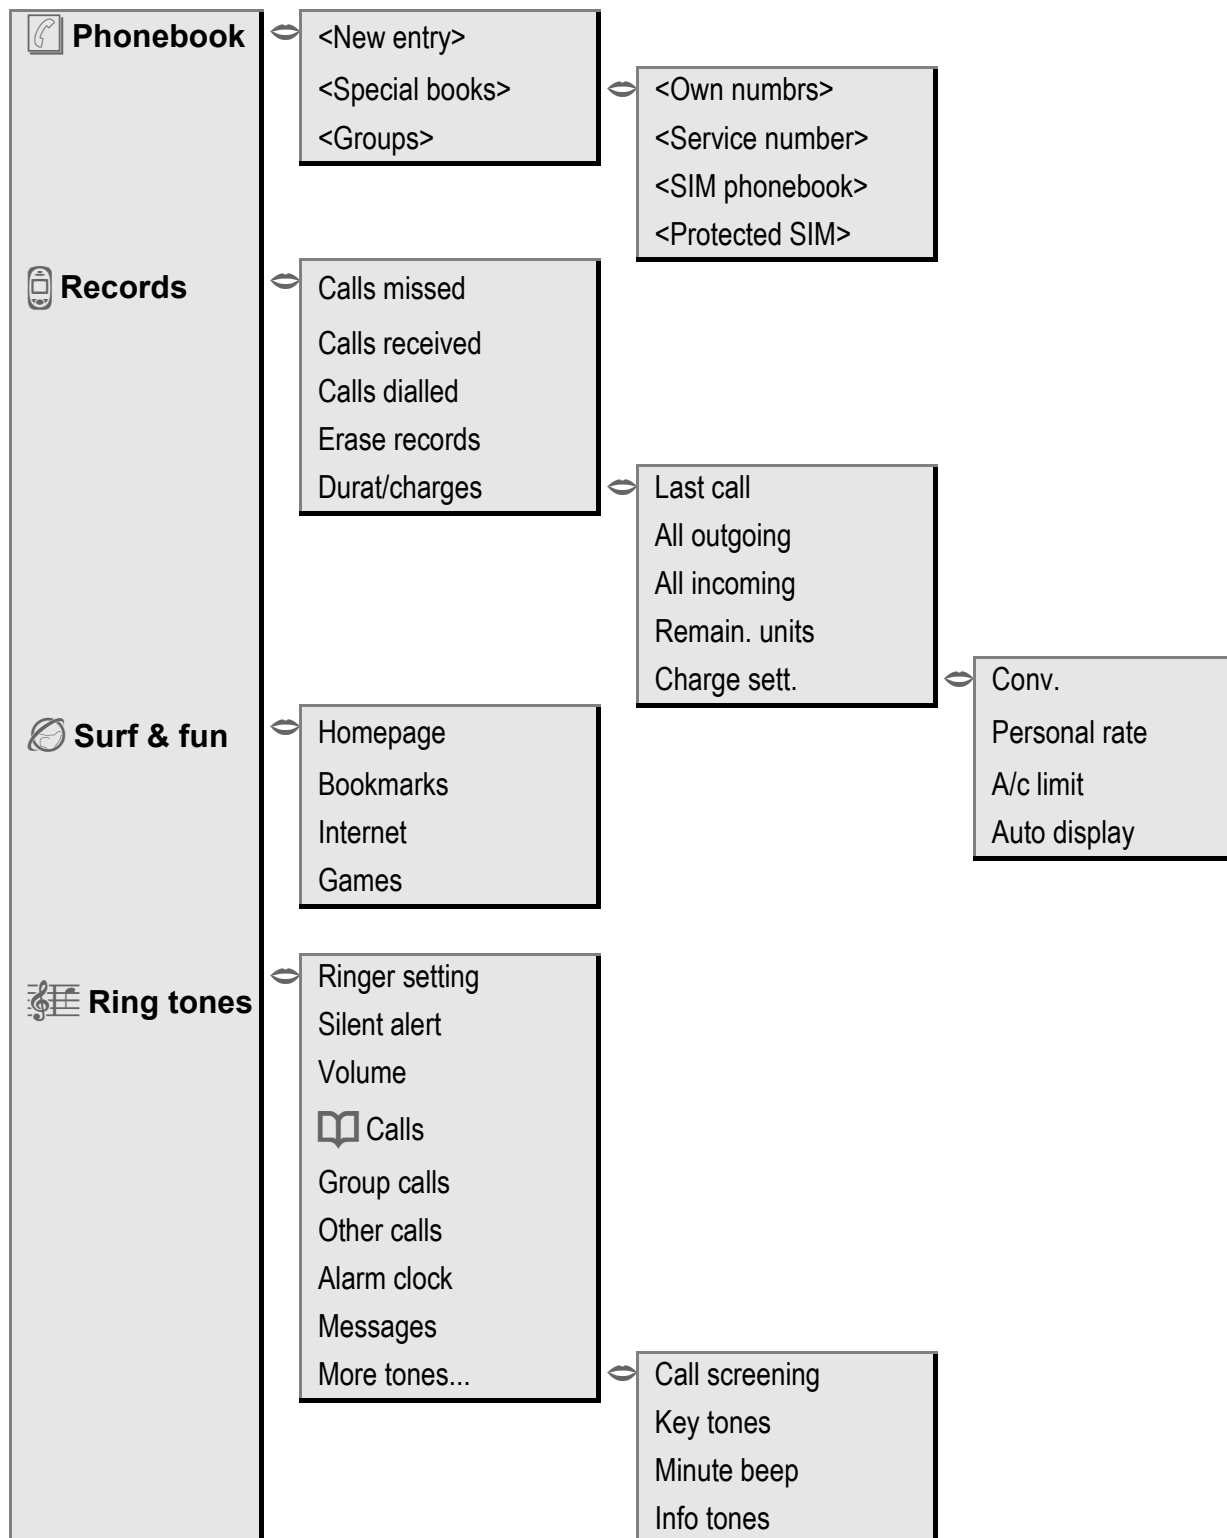 Phonebook
<New entry>
<Special books>
<Groups>
<Own numbrs>
<Service number>
<SIM phonebook>
<Protected SIM>
Records
Calls missed
Calls received
Calls dialled
Erase records
Durat/charges
Last call
All outgoing
All incoming
Remain. units
Charge sett.
Conv.
Personal rate
A/c limit
Auto display
Surf & fun
Homepage
Bookmarks
Internet
Games
Ring tones
Ringer setting
Silent alert
Volume
Calls
Group calls
Other calls
Alarm clock
Messages
More tones...
Call screening
Key tones
Minute beep
Info tones